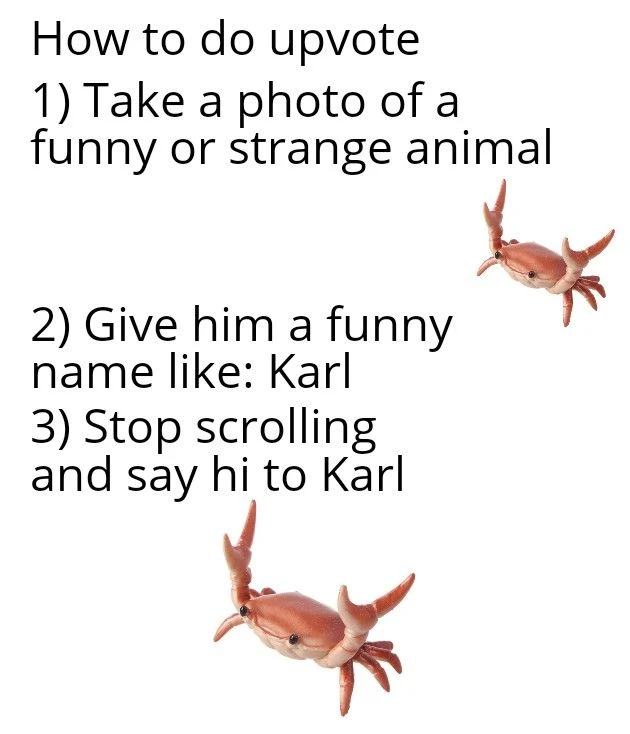 How to do upvote
1) Take a photo of a
funny or strange animal
2) Give him a funny
name like: Karl
3) Stop scrolling
and say hi to Karl